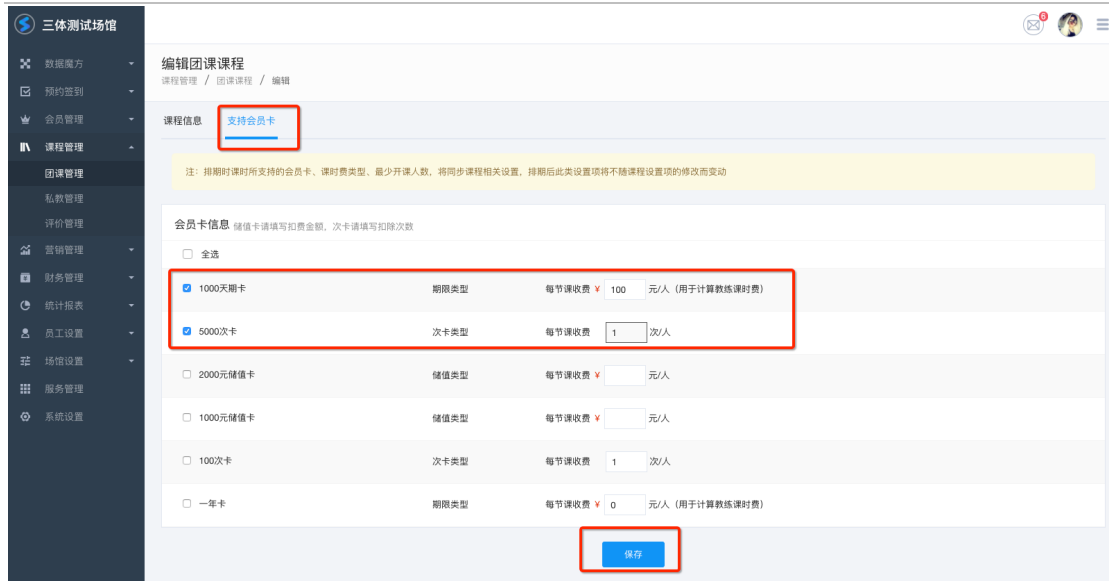 三体测试场馆
6
数据魔方
预约签到
会员管理
课程管理
团课管理
私教管理
评价管理
营销管理
财务管理
统计报表
员工设置
场馆设置
服务管理
系统设置
编辑团课课程
课程管理 / 团课课程 / 编辑
课程信息 支持会员卡
注：排期时课时所支持的会员卡、课时费类型、最少开课人数，将同步课程相关设置，排期后此类设置项将不随课程设置项的修改而变动
会员卡信息 储值卡请填写扣费金额，次卡请填写扣除次数
全选
1000天期卡 期限类型 每节课收费 ¥ 100 元/人（用于计算教练课时费）
5000次卡 次卡类型 每节课收费 1 次/人
2000元储值卡 储值类型 每节课收费 ¥ 元/人
1000元储值卡 储值类型 每节课收费 ¥ 元/人
100次卡 次卡类型 每节课收费 1 次/人
一年卡 期限类型 每节课收费 ¥ 0 元/人（用于计算教练课时费）
保存